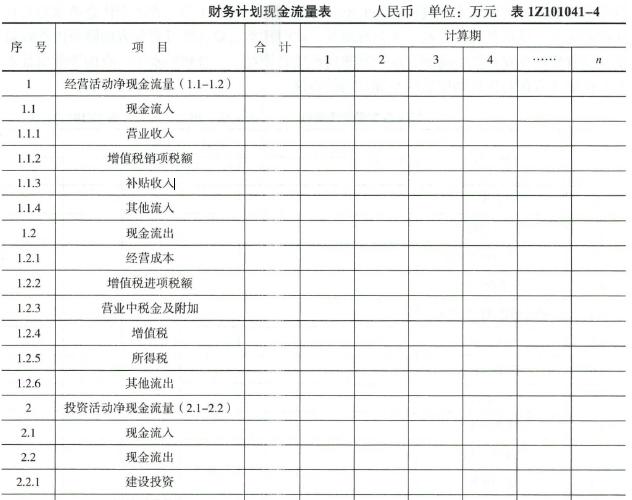 财务计划现金流量表 人民币 单位：万元 表 1Z101041-4
序 号 项 目 合 计 计算期
1 2 3 4 …… n
1 经营活动净现金流量（1.1-1.2）
1.1 现金流入
1.1.1 营业收入
1.1.2 增值税销项税额
1.1.3 补贴收入
1.1.4 其他流入
1.2 现金流出
1.2.1 经营成本
1.2.2 增值税进项税额
1.2.3 营业中税金及附加
1.2.4 增值税
1.2.5 所得税
1.2.6 其他流出
2 投资活动净现金流量（2.1-2.2）
2.1 现金流入
2.2 现金流出
2.2.1 建设投资